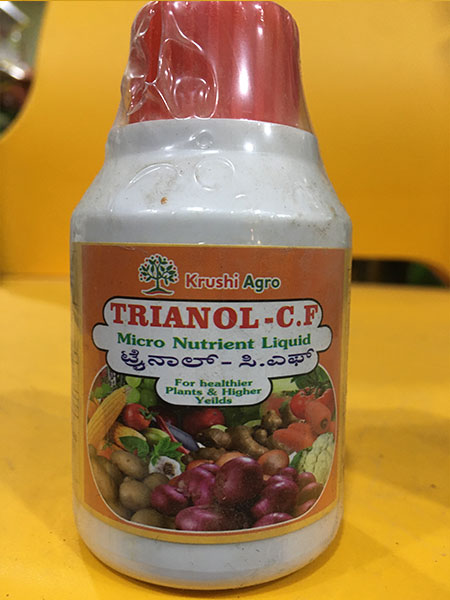 Krushi Agro
TRIANOL - C.F
Micro Nutrient Liquid
ಟ್ರೈನಾಲ್ - ಸಿ.ಎಫ್
For healthier
Plants & Higher
Yeilds